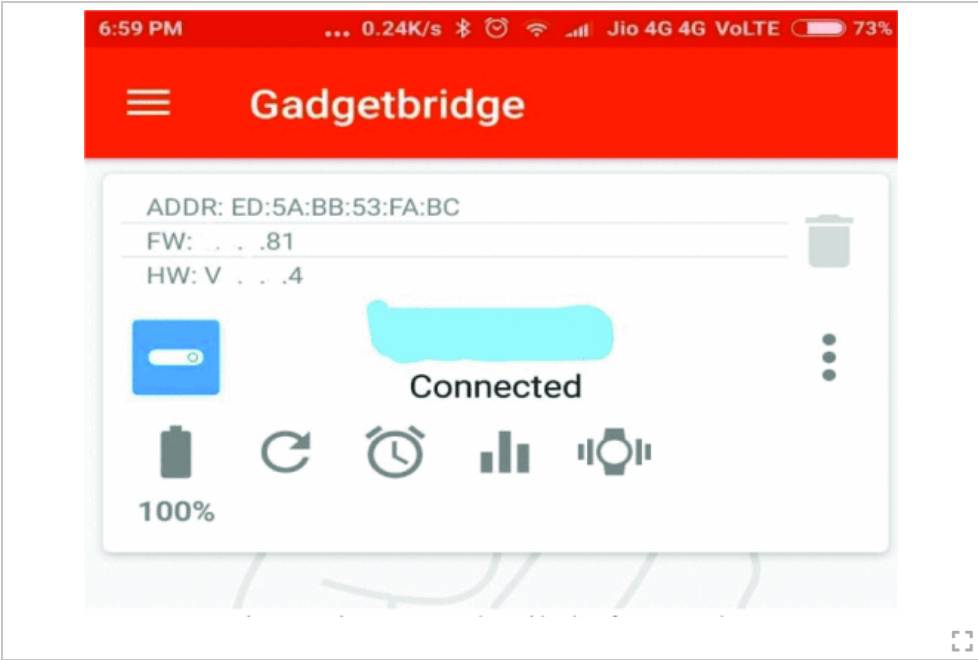 6:59 PM ... 0.24K/s Jio 4G 4G VoLTE 73%
Gadgetbridge
ADDR: ED:5A:BB:53:FA:BC
FW: . . .81
HW: V . . .4
Connected
100%